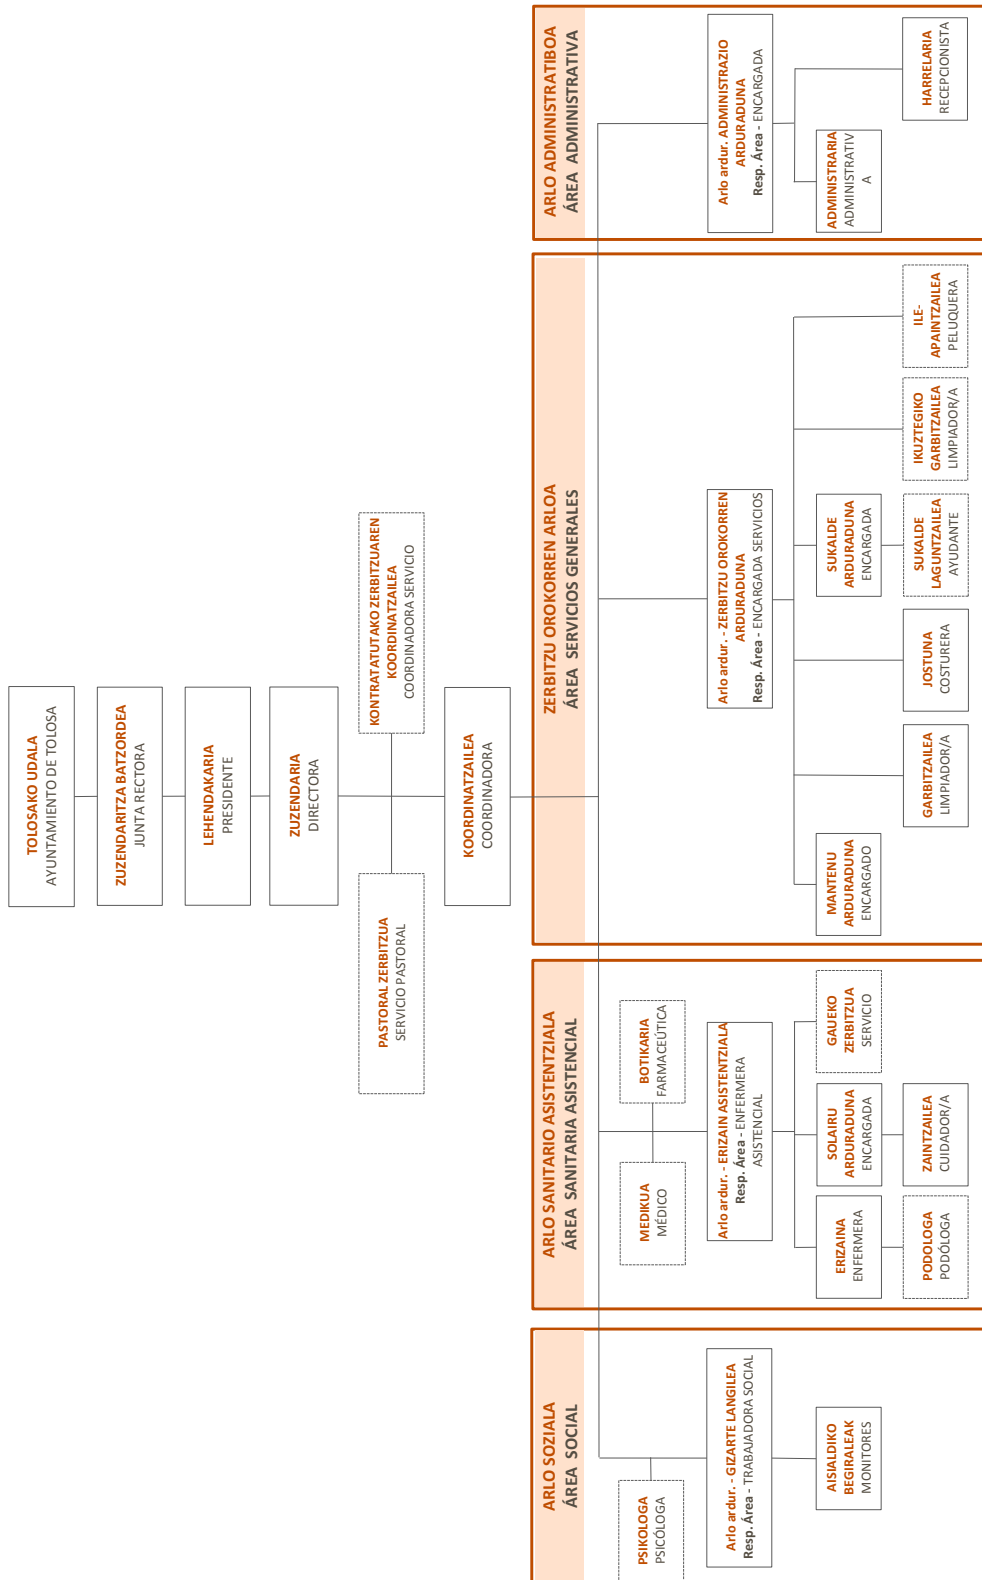 TOLOSAKO UDALA
AYUNTAMIENTO DE TOLOSA
ZUZENDARITZA BATZORDEA
JUNTA RECTORA
LEHENDAKARIA
PRESIDENTE
ZUZENDARIA
DIRECTORA
PASTORAL ZERBITZUA
SERVICIO PASTORAL
KONTRATATUTAKO ZERBITZUAREN
KOORDINATZAILEA
COORDINADORA SERVICIO
KOORDINATZAILEA
COORDINADORA
ARLO SOZIALA
ÁREA SOCIAL
PSIKOLOGA
PSICÓLOGA
Arlo ardur. - GIZARTE LANGILEA
Resp. Área - TRABAJADORA SOCIAL
AISIALDIKO
BEGIRALEAK
MONITORES
ARLO SANITARIO ASISTENTZIALA
ÁREA SANITARIA ASISTENCIAL
MEDIKUA
MÉDICO
BOTIKARIA
FARMACEÚTICA
Arlo ardur. - ERIZAIN ASISTENTZIALA
Resp. Área - ENFERMERA
ASISTENCIAL
ERIZAINA
ENFERMERA
SOLAIRU
ARDURADUNA
ENCARGADA
GAUEKO
ZERBITZUA
SERVICIO
PODOLOGA
PODÓLOGA
ZAINTZAILEA
CUIDADOR/A
ZERBITZU OROKORREN ARLOA
ÁREA SERVICIOS GENERALES
Arlo ardur. - ZERBITZU OROKORREN
ARDURADUNA
Resp. Área - ENCARGADA SERVICIOS
MANTENU
ARDURADUNA
ENCARGADO
GARBITZAILEA
LIMPIADOR/A
JOSTUNA
COSTURERA
SUKALDE
ARDURADUNA
ENCARGADA
SUKALDE
LAGUNTZAILEA
AYUDANTE
IKUZTEGIKO
GARBITZAILEA
LIMPIADOR/A
ILE-
APAINTZAILEA
PELUQUERA
ARLO ADMINISTRATIBOA
ÁREA ADMINISTRATIVA
Arlo ardur. ADMINISTRAZIO
ARDURADUNA
Resp. Área - ENCARGADA
ADMINISTRARIA
ADMINISTRATIV
A
HARRELARIA
RECEPCIONISTA